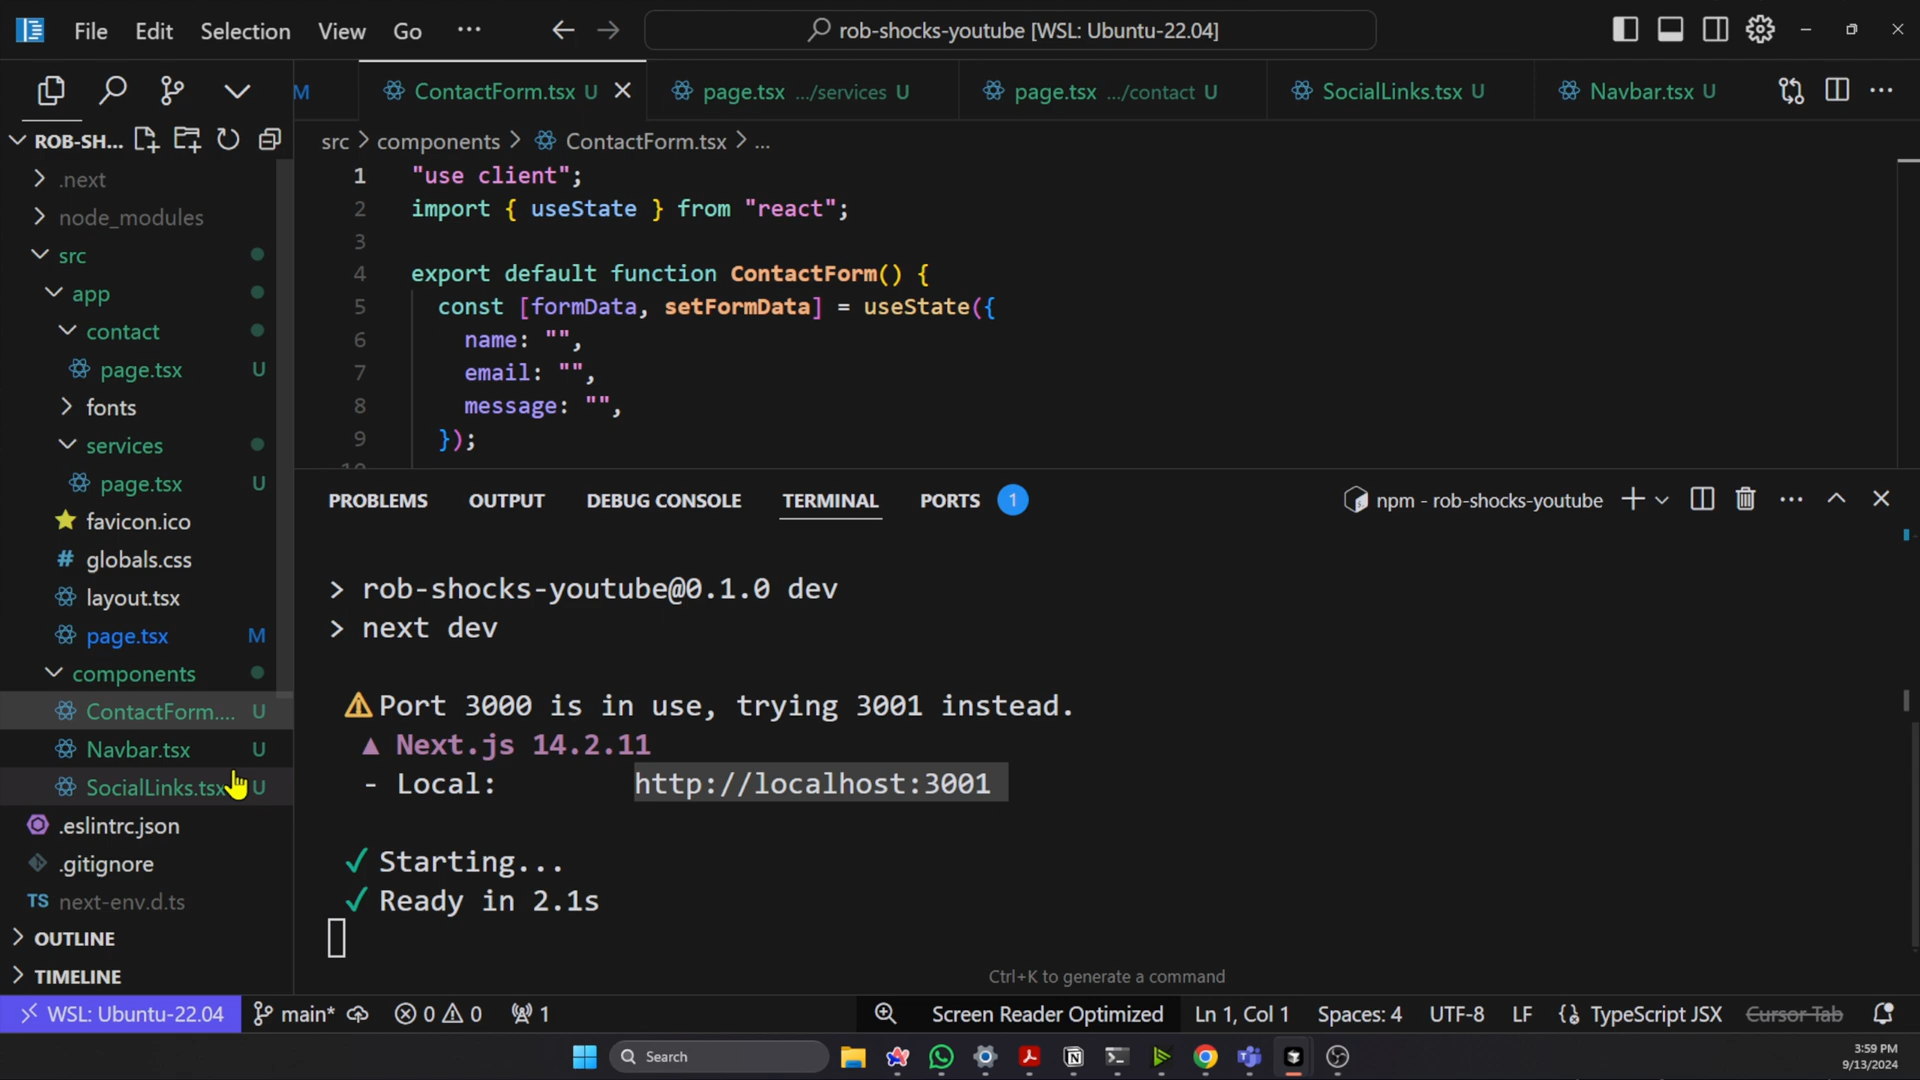 File Edit Selection View Go ··· rob-shocks-youtube [WSL: Ubuntu-22.04]
M ContactForm.tsx U page.tsx .../services U page.tsx .../contact U SocialLinks.tsx U Navbar.tsx U
ROB-SH...
src > components > ContactForm.tsx > ...
.next
node_modules
src
app
contact
page.tsx U
fonts
services
page.tsx U
favicon.ico
# globals.css
layout.tsx
page.tsx M
components
ContactForm.... U
Navbar.tsx U
SocialLinks.tsx U
.eslintrc.json
.gitignore
TS next-env.d.ts
OUTLINE
TIMELINE
1 "use client";
2 import { useState } from "react";
3
4 export default function ContactForm() {
5 const [formData, setFormData] = useState({
6 name: "",
7 email: "",
8 message: "",
9 });
10
PROBLEMS OUTPUT DEBUG CONSOLE TERMINAL PORTS 1 npm - rob-shocks-youtube
> rob-shocks-youtube@0.1.0 dev
> next dev
⚠ Port 3000 is in use, trying 3001 instead.
▲ Next.js 14.2.11
- Local: http://localhost:3001
✓ Starting...
✓ Ready in 2.1s
Ctrl+K to generate a command
WSL: Ubuntu-22.04 main* 0 0 1 Screen Reader Optimized Ln 1, Col 1 Spaces: 4 UTF-8 LF TypeScript JSX Cursor Tab
Search
3:59 PM
9/13/2024